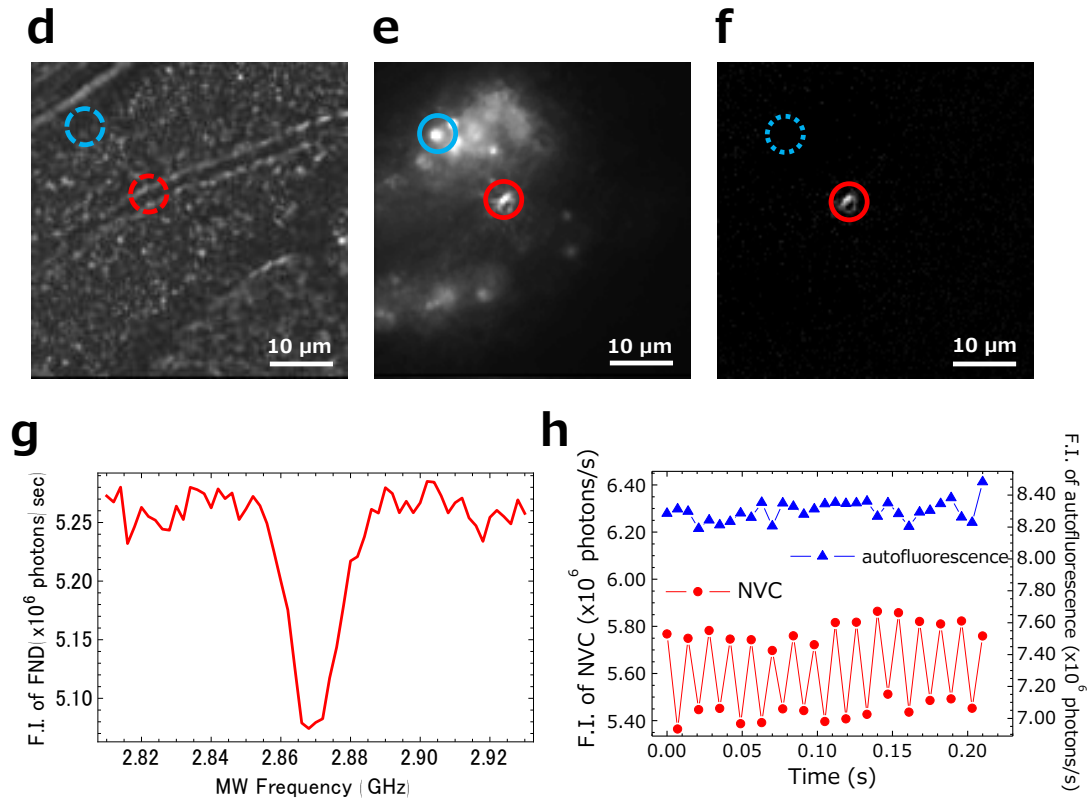 d
e
f
10 μm
10 μm
10 μm
g
h
F.I. of FND(x10⁶ photons/sec)
5.25
5.20
5.15
5.10
2.82
2.84
2.86
2.88
2.90
2.92
MW Frequency (GHz)
F.I. of NVC (x10⁶ photons/s)
6.40
6.20
6.00
5.80
5.60
5.40
autofluorescence
NVC
8.40
8.20
8.00
7.80
7.60
7.40
7.20
7.00
F.I. of autofluorescence (x10⁶ photons/s)
0.00
0.05
0.10
0.15
0.20
Time (s)